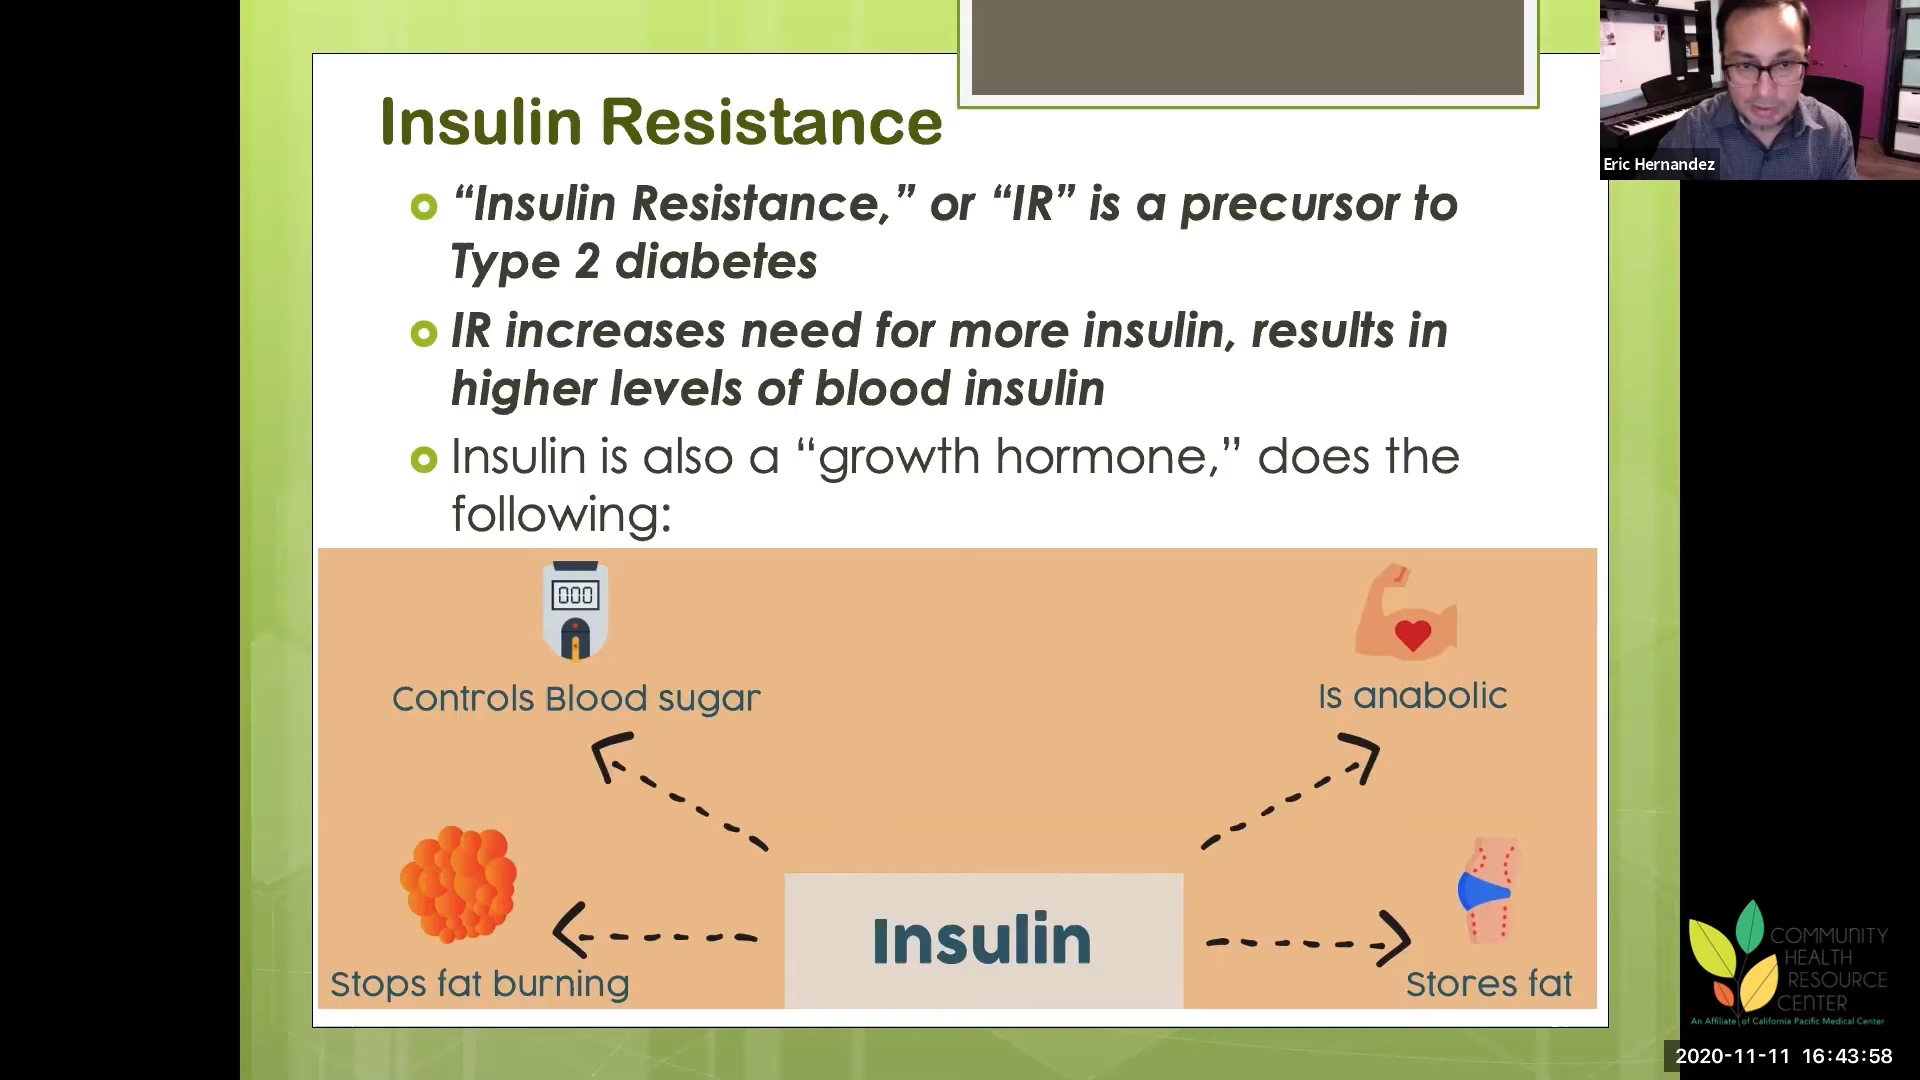 Insulin Resistance
“Insulin Resistance,” or “IR” is a precursor to
Type 2 diabetes
IR increases need for more insulin, results in
higher levels of blood insulin
Insulin is also a “growth hormone,” does the
following:
000
Controls Blood sugar
Is anabolic
Stops fat burning
Insulin
Stores fat
Eric Hernandez
COMMUNITY
HEALTH
RESOURCE
CENTER
An Affiliate of California Pacific Medical Center
2020-11-11 16:43:58